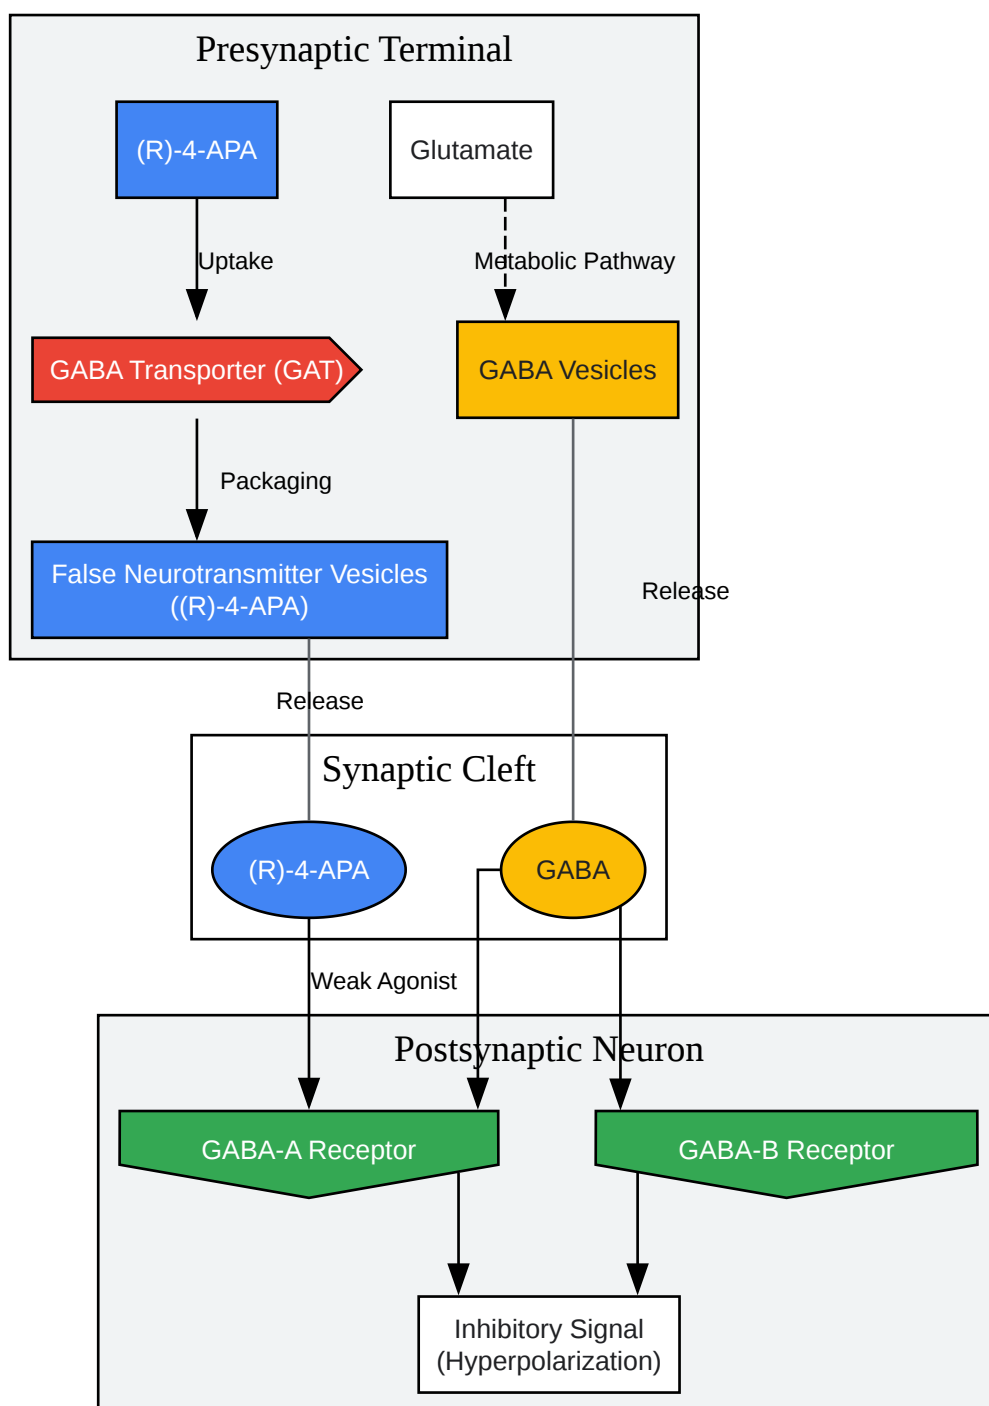 Presynaptic Terminal
(R)-4-APA
Glutamate
Uptake
Metabolic Pathway
GABA Transporter (GAT)
GABA Vesicles
Packaging
False Neurotransmitter Vesicles
((R)-4-APA)
Release
Release
Synaptic Cleft
(R)-4-APA
GABA
Weak Agonist
Postsynaptic Neuron
GABA-A Receptor
GABA-B Receptor
Inhibitory Signal
(Hyperpolarization)